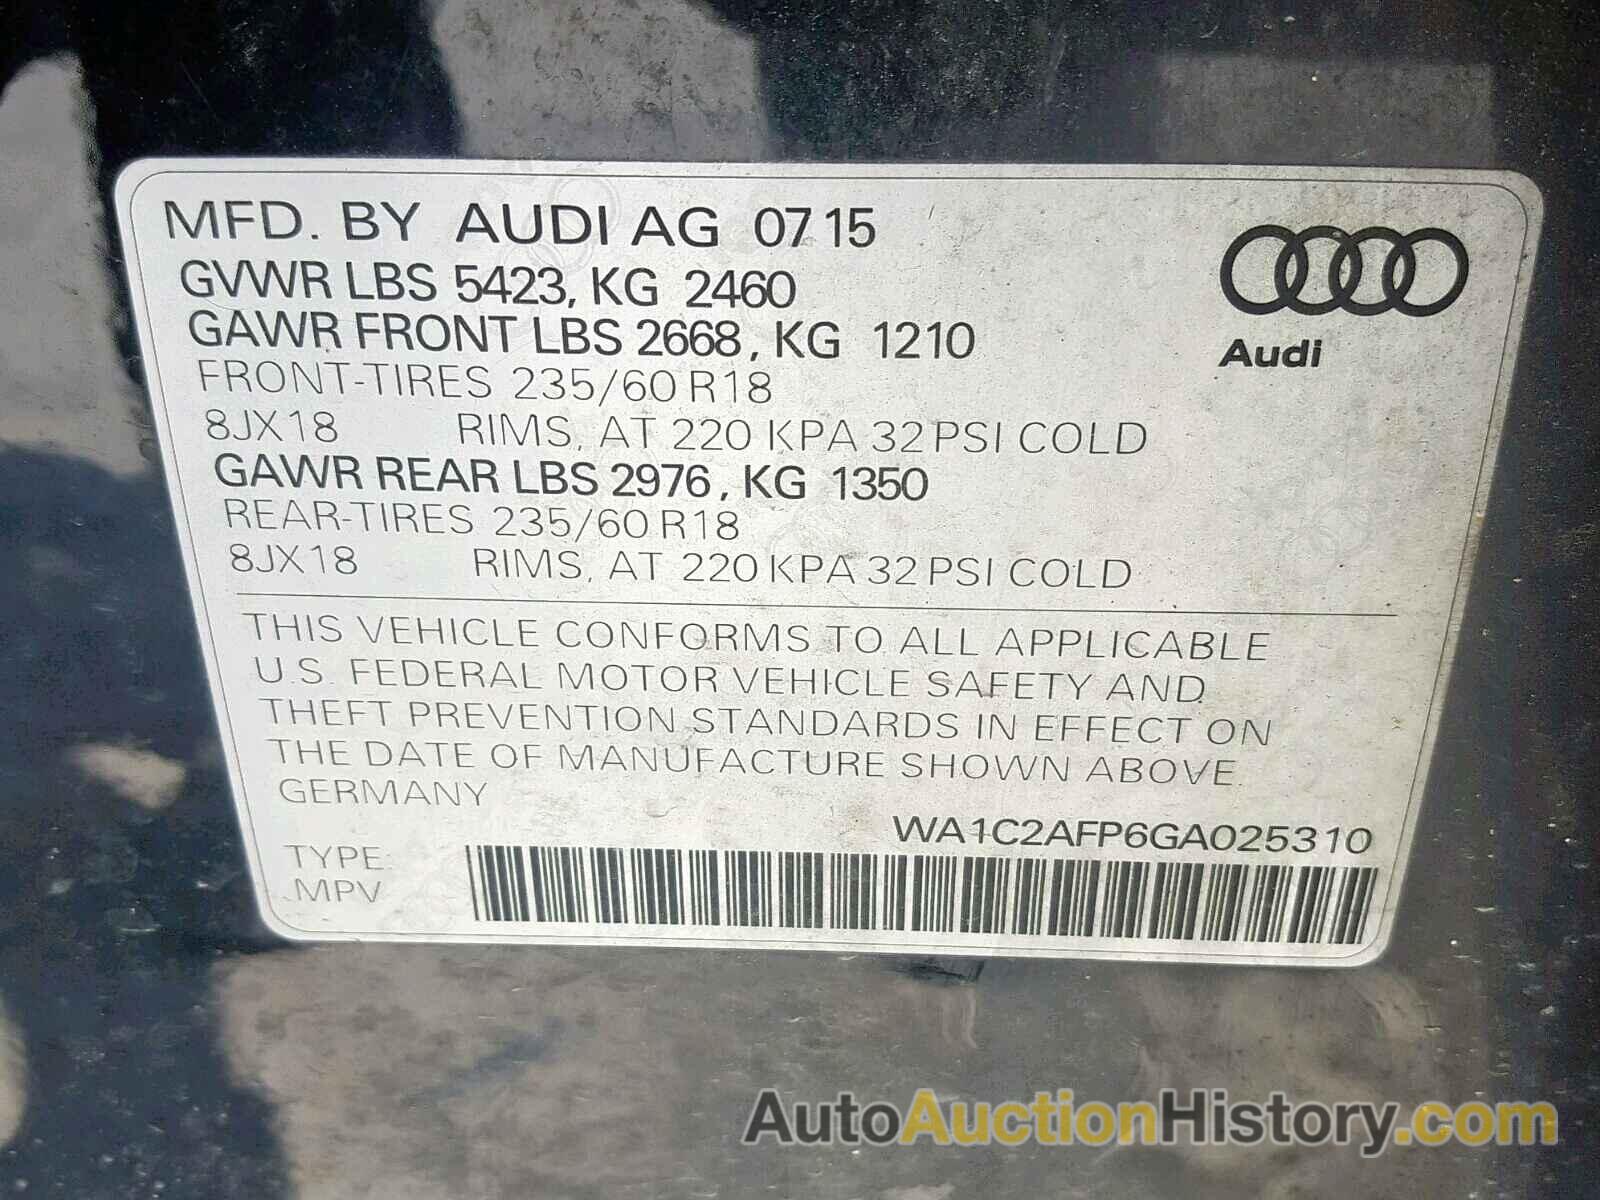 MFD. BY AUDI AG 07 15
GVWR LBS 5423, KG 2460
GAWR FRONT LBS 2668, KG 1210
FRONT-TIRES 235/60 R18
8JX18 RIMS, AT 220 KPA 32 PSI COLD
GAWR REAR LBS 2976, KG 1350
REAR-TIRES 235/60 R18
8JX18 RIMS, AT 220 KPA 32 PSI COLD
Audi
THIS VEHICLE CONFORMS TO ALL APPLICABLE
U.S. FEDERAL MOTOR VEHICLE SAFETY AND
THEFT PREVENTION STANDARDS IN EFFECT ON
THE DATE OF MANUFACTURE SHOWN ABOVE
GERMANY
WA1C2AFP6GA025310
TYPE:
MPV
AutoAuctionHistory.com